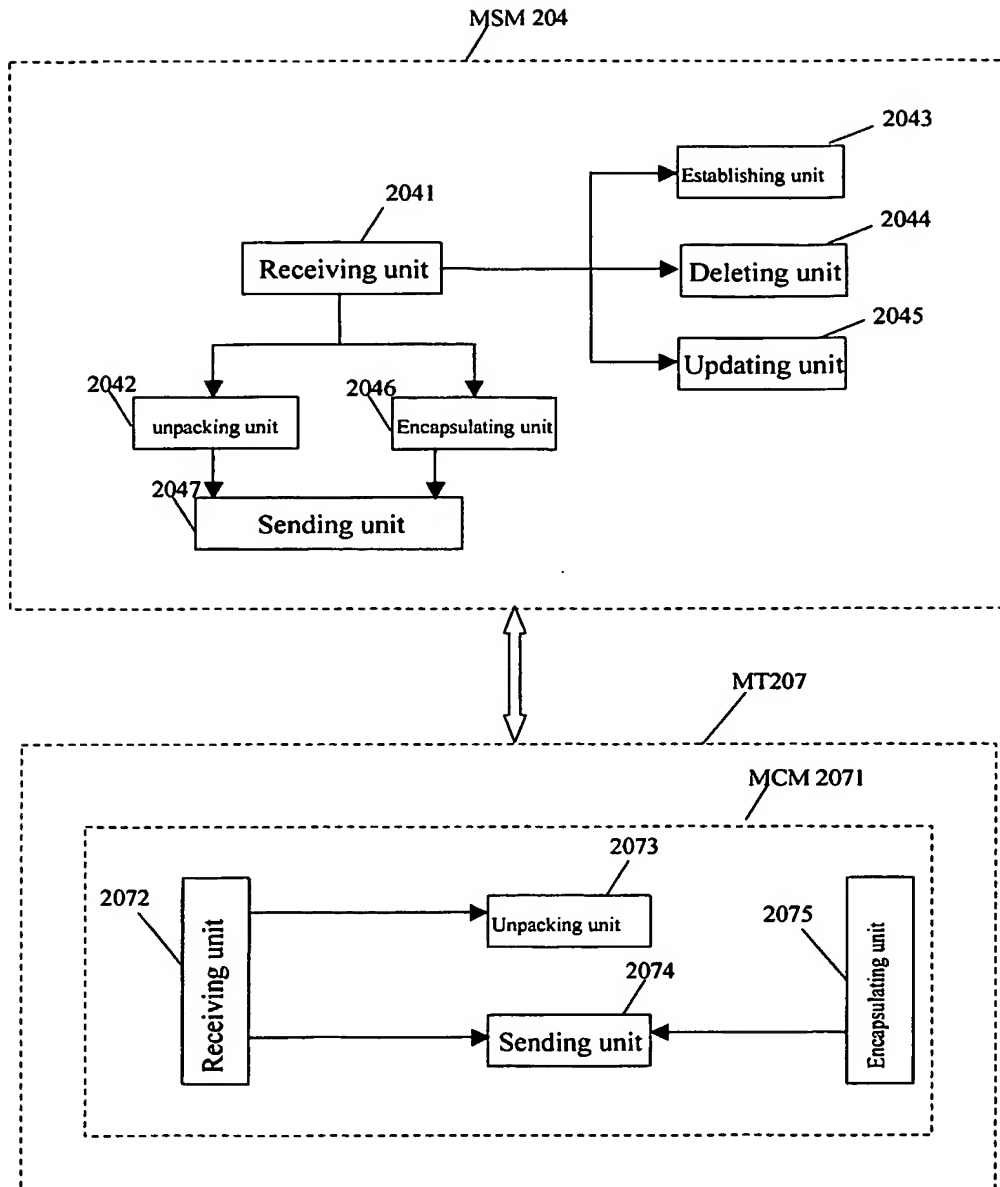 MSM 204
2043
Establishing unit
2041
2044
Receiving unit
Deleting unit
2045
Updating unit
2042
2046
unpacking unit
Encapsulating unit
2047
Sending unit
MT207
MCM 2071
2073
2072
Receiving unit
Unpacking unit
2075
Encapsulating unit
2074
Sending unit